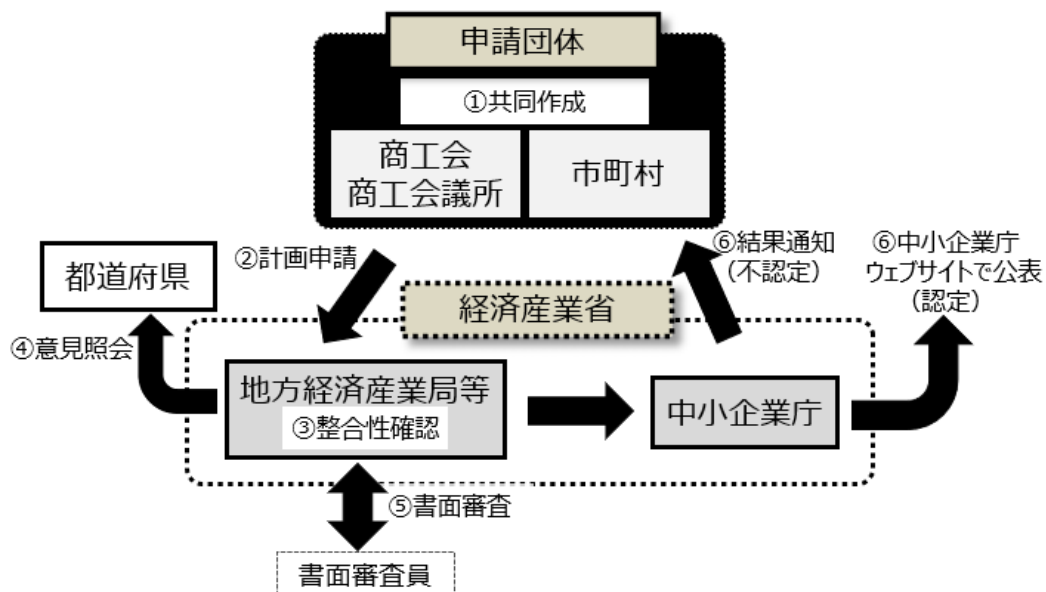 申請団体
①共同作成
商工会
商工会議所
市町村
②計画申請
⑥結果通知
(不認定)
⑥中小企業庁
ウェブサイトで公表
(認定)
都道府県
経済産業省
④意見照会
地方経済産業局等
③整合性確認
中小企業庁
⑤書面審査
書面審査員